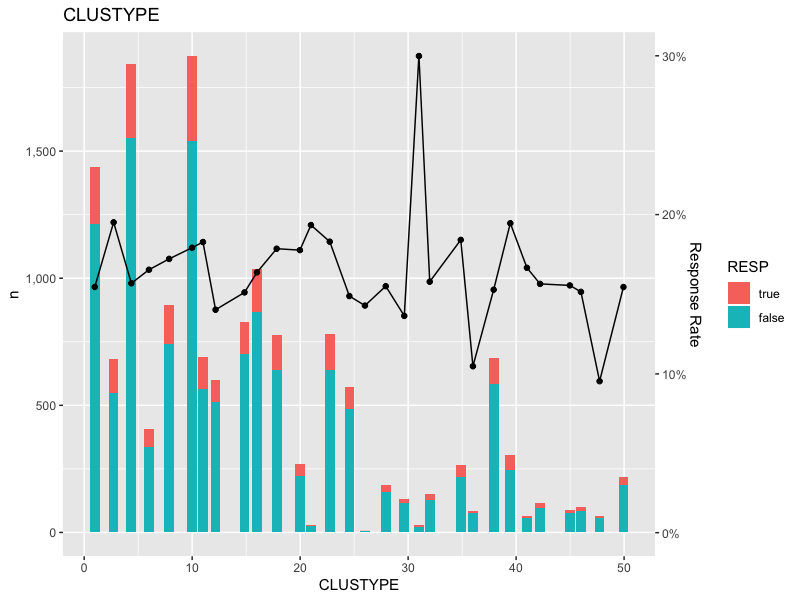 CLUSTYPE
n
1,500
1,000
500
0
30%
20%
10%
0%
Response Rate
0 10 20 30 40 50
CLUSTYPE
RESP
true
false